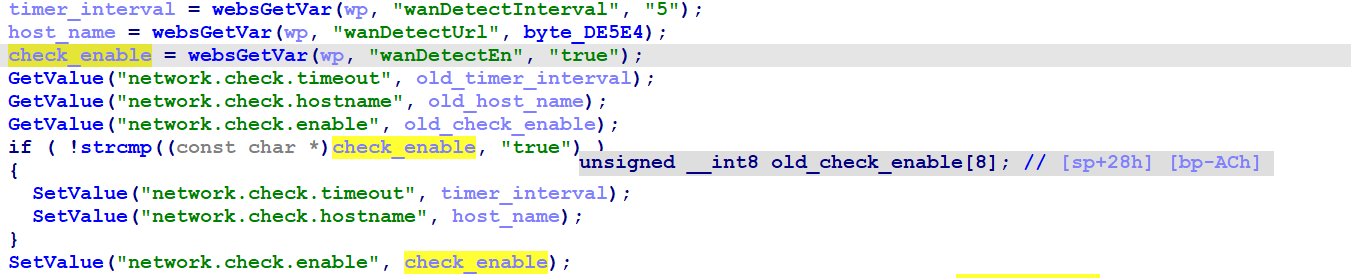 timer_interval = websGetVar(wp, "wanDetectInterval", "5");
host_name = websGetVar(wp, "wanDetectUrl", byte_DE5E4);
check_enable = websGetVar(wp, "wanDetectEn", "true");
GetValue("network.check.timeout", old_timer_interval);
GetValue("network.check.hostname", old_host_name);
GetValue("network.check.enable", old_check_enable);
if ( !strcmp((const char *)check_enable, "true") )
unsigned __int8 old_check_enable[8]; // [sp+28h] [bp-ACh]
{
SetValue("network.check.timeout", timer_interval);
SetValue("network.check.hostname", host_name);
}
SetValue("network.check.enable", check_enable);